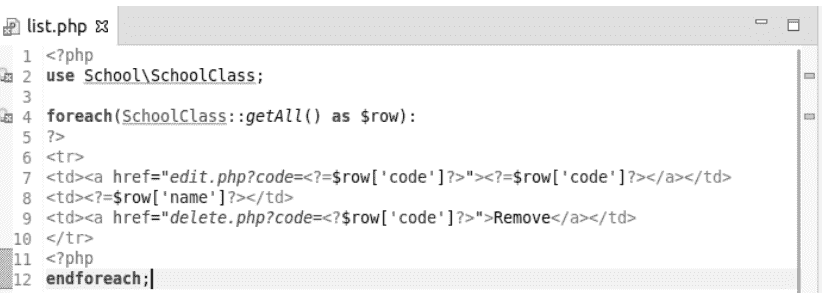 list.php
1 <?php
2 use School\SchoolClass;
3
4 foreach(SchoolClass::getAll() as $row):
5 ?>
6 <tr>
7 <td><a href="edit.php?code=<?=$row['code']?>"><?=$row['code']?></a></td>
8 <td><?=$row['name']?></td>
9 <td><a href="delete.php?code=<?$row['code']?>">Remove</a></td>
10 </tr>
11 <?php
12 endforeach;